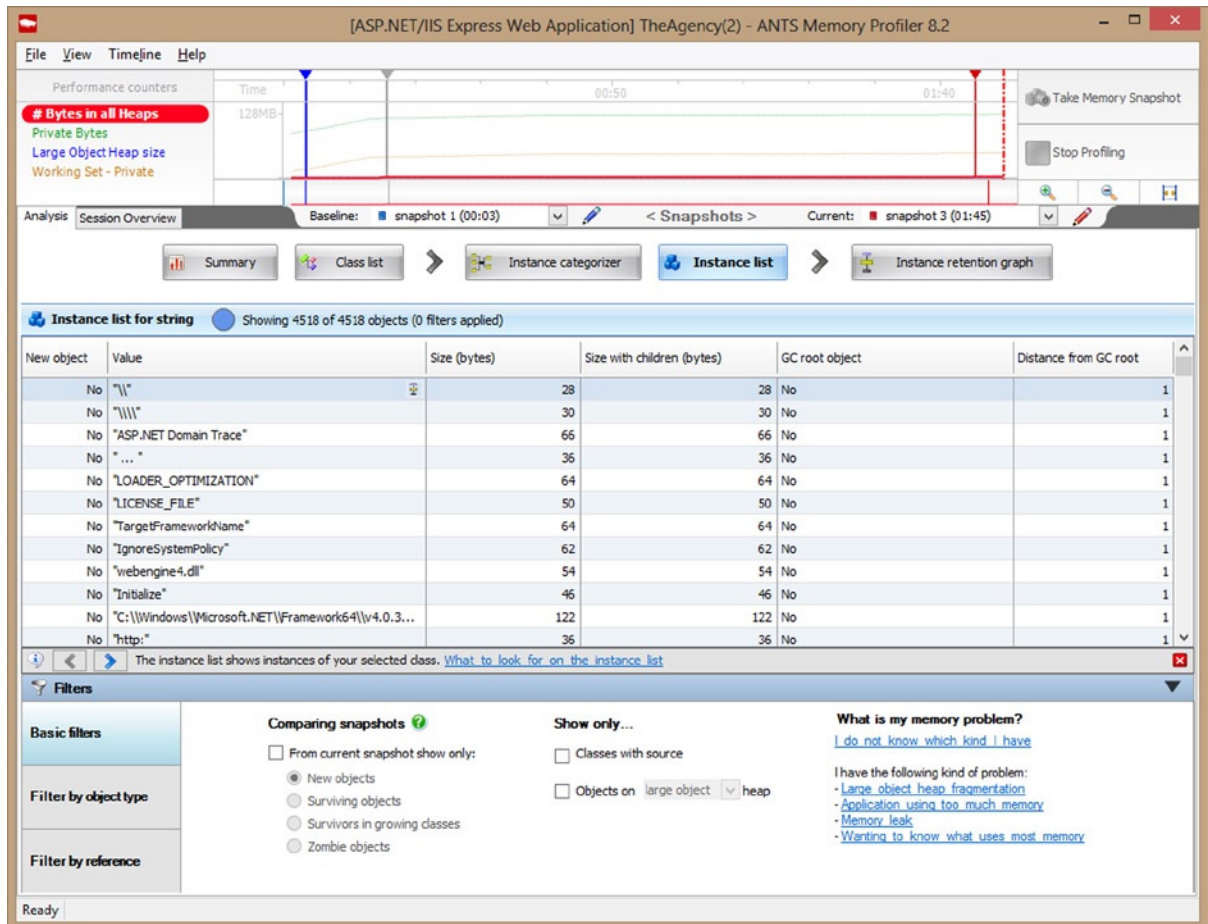 [ASP.NET/IIS Express Web Application] TheAgency(2) - ANTS Memory Profiler 8.2
File View Timeline Help
Performance counters
Time 00:50 01:40
# Bytes in all Heaps
128MB
Private Bytes
Large Object Heap size
Working Set - Private
Take Memory Snapshot
Stop Profiling
Analysis Session Overview Baseline: snapshot 1 (00:03) < Snapshots > Current: snapshot 3 (01:45)
Summary Class list Instance categorizer Instance list Instance retention graph
Instance list for string Showing 4518 of 4518 objects (0 filters applied)
New object Value Size (bytes) Size with children (bytes) GC root object Distance from GC root
No "\\" 28 28 No 1
No "\\\\" 30 30 No 1
No "ASP.NET Domain Trace" 66 66 No 1
No " ... " 36 36 No 1
No "LOADER_OPTIMIZATION" 64 64 No 1
No "LICENSE_FILE" 50 50 No 1
No "TargetFrameworkName" 64 64 No 1
No "IgnoreSystemPolicy" 62 62 No 1
No "webengine4.dll" 54 54 No 1
No "Initialize" 46 46 No 1
No "C:\\Windows\\Microsoft.NET\\Framework64\\v4.0.3... 122 122 No 1
No "http:" 36 36 No 1
The instance list shows instances of your selected class. What to look for on the instance list
Filters
Basic filters
Filter by object type
Filter by reference
Comparing snapshots
From current snapshot show only:
New objects
Surviving objects
Survivors in growing classes
Zombie objects
Show only...
Classes with source
Objects on large object heap
What is my memory problem?
I do not know which kind I have
I have the following kind of problem:
- Large object heap fragmentation
- Application using too much memory
- Memory leak
- Wanting to know what uses most memory
Ready